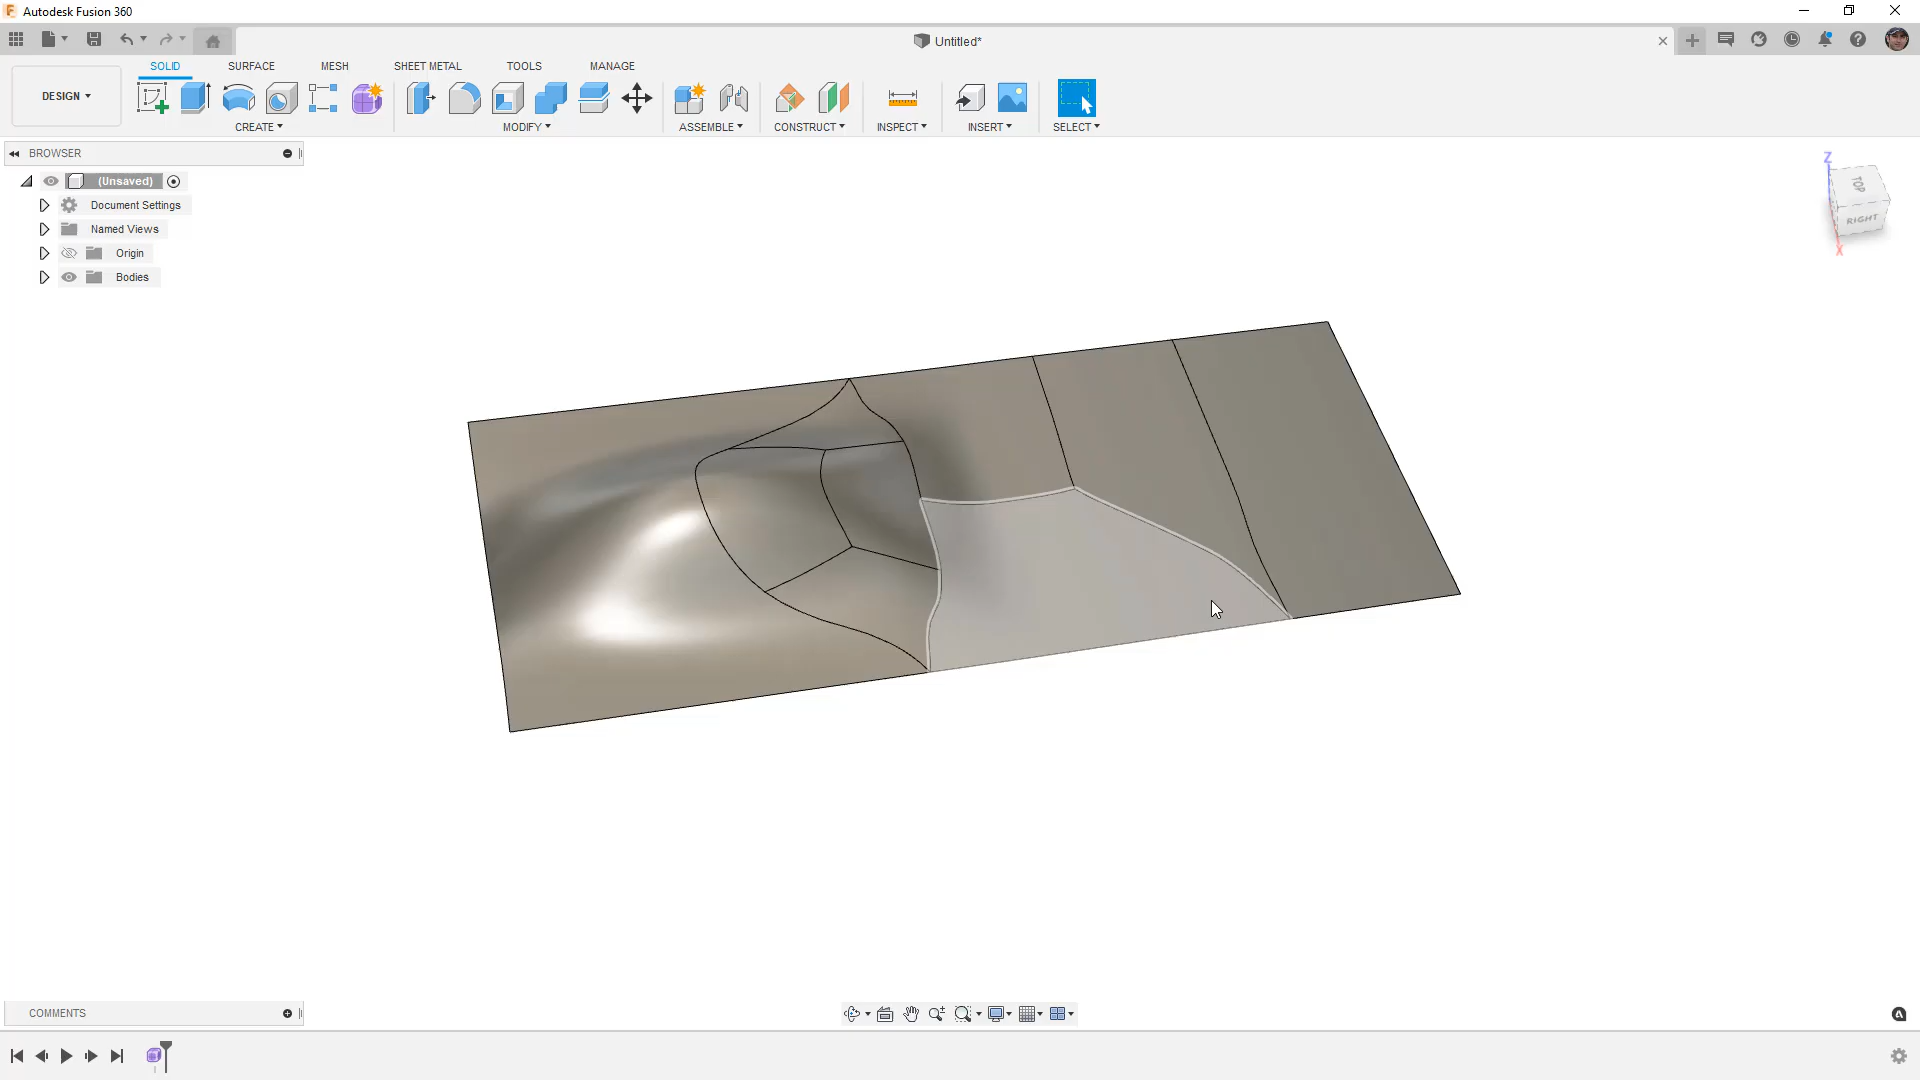 Autodesk Fusion 360
Untitled*
DESIGN
SOLID SURFACE MESH SHEET METAL TOOLS MANAGE
CREATE MODIFY ASSEMBLE CONSTRUCT INSPECT INSERT SELECT
BROWSER
(Unsaved)
Document Settings
Named Views
Origin
Bodies
Z
TOP
RIGHT
X
COMMENTS